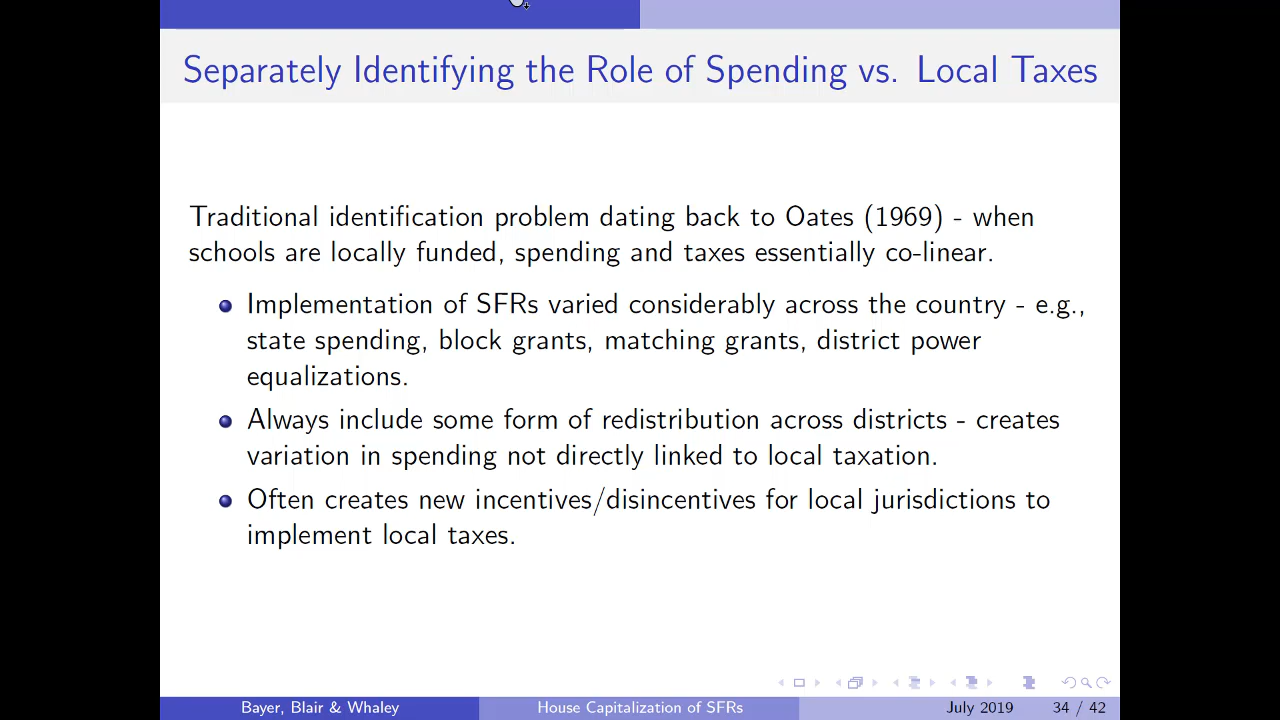 Separately Identifying the Role of Spending vs. Local Taxes
Traditional identification problem dating back to Oates (1969) - when
schools are locally funded, spending and taxes essentially co-linear.
Implementation of SFRs varied considerably across the country - e.g.,
state spending, block grants, matching grants, district power
equalizations.
Always include some form of redistribution across districts - creates
variation in spending not directly linked to local taxation.
Often creates new incentives/disincentives for local jurisdictions to
implement local taxes.
Bayer, Blair & Whaley House Capitalization of SFRs July 2019 34 / 42